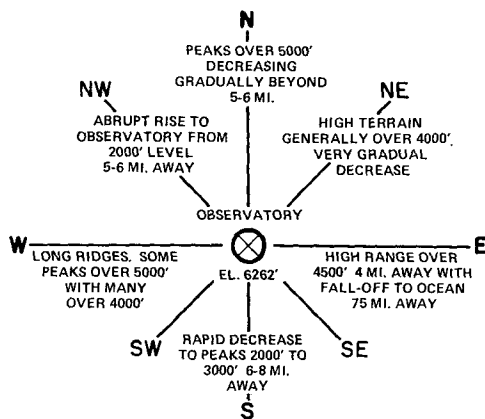 N
PEAKS OVER 5000'
DECREASING
GRADUALLY BEYOND
5-6 MI.
NW
ABRUPT RISE TO
OBSERVATORY FROM
2000' LEVEL
5-6 MI. AWAY
NE
HIGH TERRAIN
GENERALLY OVER 4000'.
VERY GRADUAL
DECREASE
OBSERVATORY
W
LONG RIDGES. SOME
PEAKS OVER 5000'
WITH MANY
OVER 4000'
EL. 6262'
E
HIGH RANGE OVER
4500' 4 MI. AWAY WITH
FALL-OFF TO OCEAN
75 MI. AWAY
SW
RAPID DECREASE
TO PEAKS 2000' TO
3000' 6-8 MI.
AWAY
SE
S